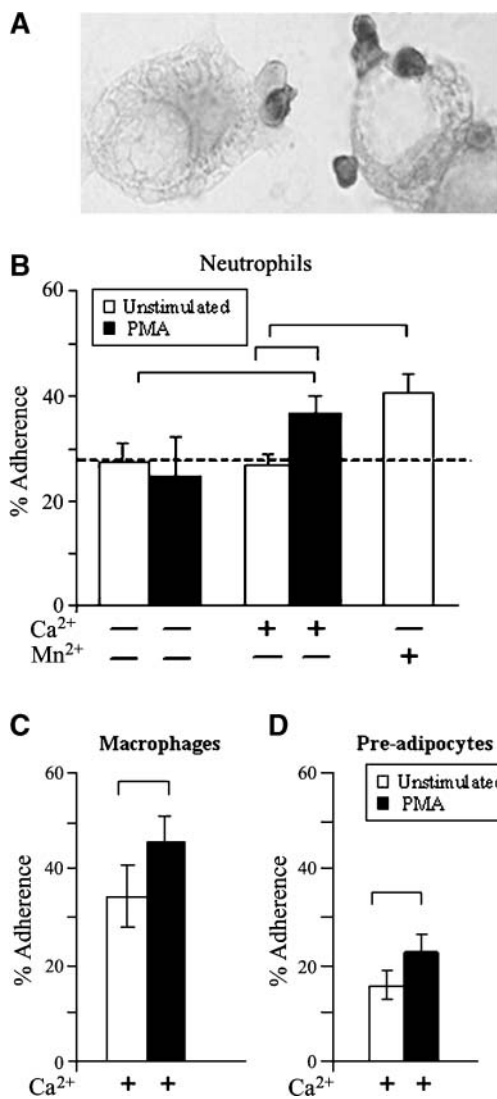 A
B
Neutrophils
60
40
20
0
% Adherence
Unstimulated
PMA
Ca2+ — — + + —
Mn2+ — — — — +
C
Macrophages
60
40
20
0
% Adherence
Ca2+ + +
D
Pre-adipocytes
Unstimulated
PMA
60
40
20
0
% Adherence
Ca2+ + +